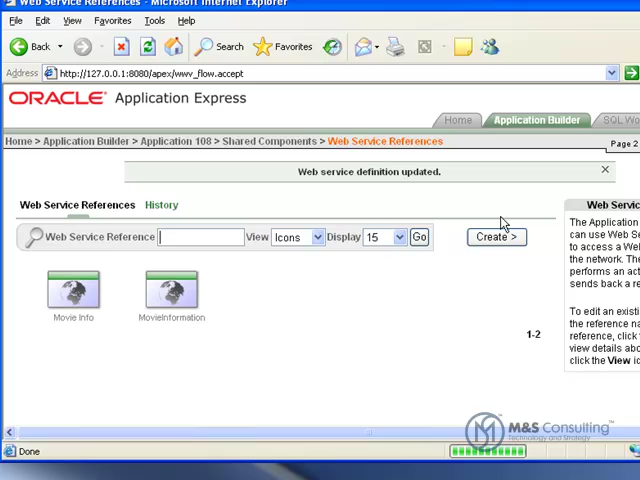 Web Service References - Microsoft Internet Explorer
File Edit View Favorites Tools Help
Back Search Favorites
Address http://127.0.0.1:8080/apex/wwv_flow.accept
ORACLE Application Express
Home Application Builder SQL Wo
Home > Application Builder > Application 108 > Shared Components > Web Service References
Page 2
Web service definition updated.
Web Service References History
Web Service Reference View Icons Display 15 Go Create >
Movie Info MovieInformation
1-2
Web Servic
The Application
can use Web Se
to access a Web
the network. The
performs an act
sends back a re
To edit an existi
the reference na
reference, click
view details abo
click the View ic
M&S Consulting
Technology and Strategy
Done